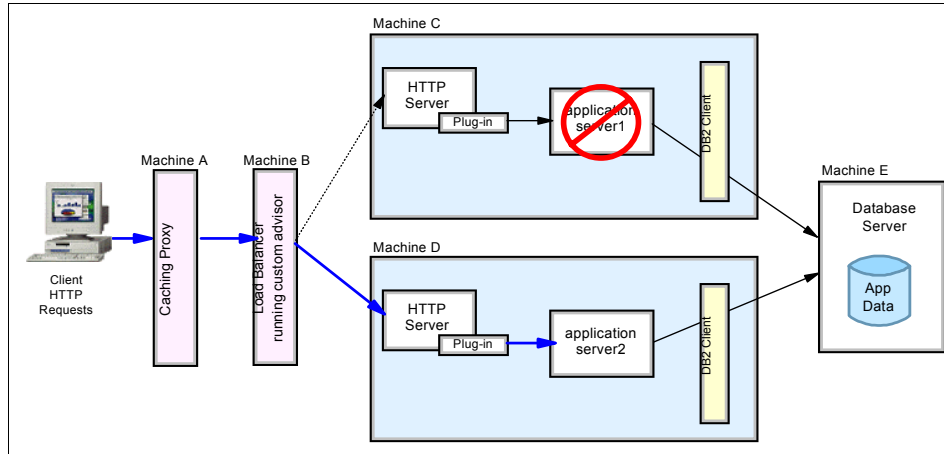 Machine C
HTTP
Server
Plug-in
application
server1
DB2 Client
Machine A
Machine B
Caching Proxy
Load Balancer
running custom advisor
Client
HTTP
Requests
Machine E
Database
Server
App
Data
Machine D
HTTP
Server
Plug-in
application
server2
DB2 Client